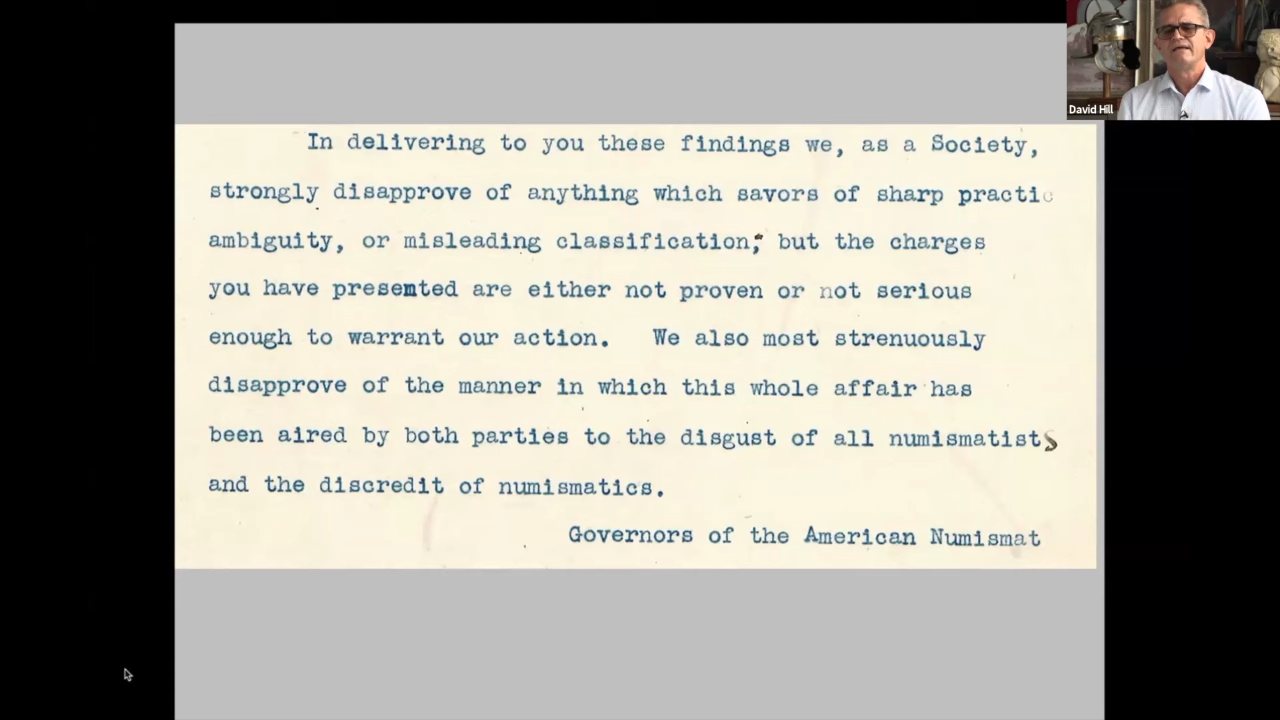 David Hill
In delivering to you these findings we, as a Society,
strongly disapprove of anything which savors of sharp practic
ambiguity, or misleading classification; but the charges
you have presemted are either not proven or not serious
enough to warrant our action. We also most strenuously
disapprove of the manner in which this whole affair has
been aired by both parties to the disgust of all numismatists
and the discredit of numismatics.
Governors of the American Numismat